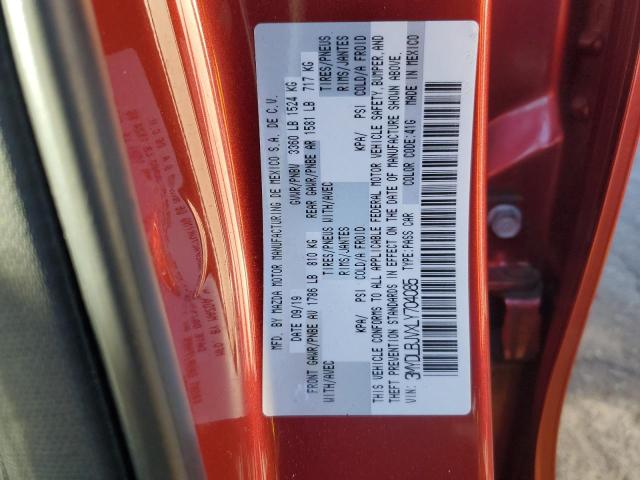 MFD. BY MAZDA MOTOR MANUFACTURING DE MEXICO S.A. DE C.V.
DATE 09/19 GVWR/PNBV 3360 LB 1524 KG
FRONT GAWR/PNBE AV 1786 LB 810 KG REAR GAWR/PNBE AR 1581 LB 717 KG
WITH/AVEC TIRES/PNEUS WITH/AVEC TIRES/PNEUS
RIMS/JANTES RIMS/JANTES
KPA/ PSI COLD/A FROID KPA/ PSI COLD/A FROID
THIS VEHICLE CONFORMS TO ALL APPLICABLE FEDERAL MOTOR VEHICLE SAFETY, BUMPER, AND
THEFT PREVENTION STANDARDS IN EFFECT ON THE DATE OF MANUFACTURE SHOWN ABOVE.
VIN: 3MYDLBJVXLY704085 TYPE:PASS CAR COLOR CODE:41G MADE IN MEXICO